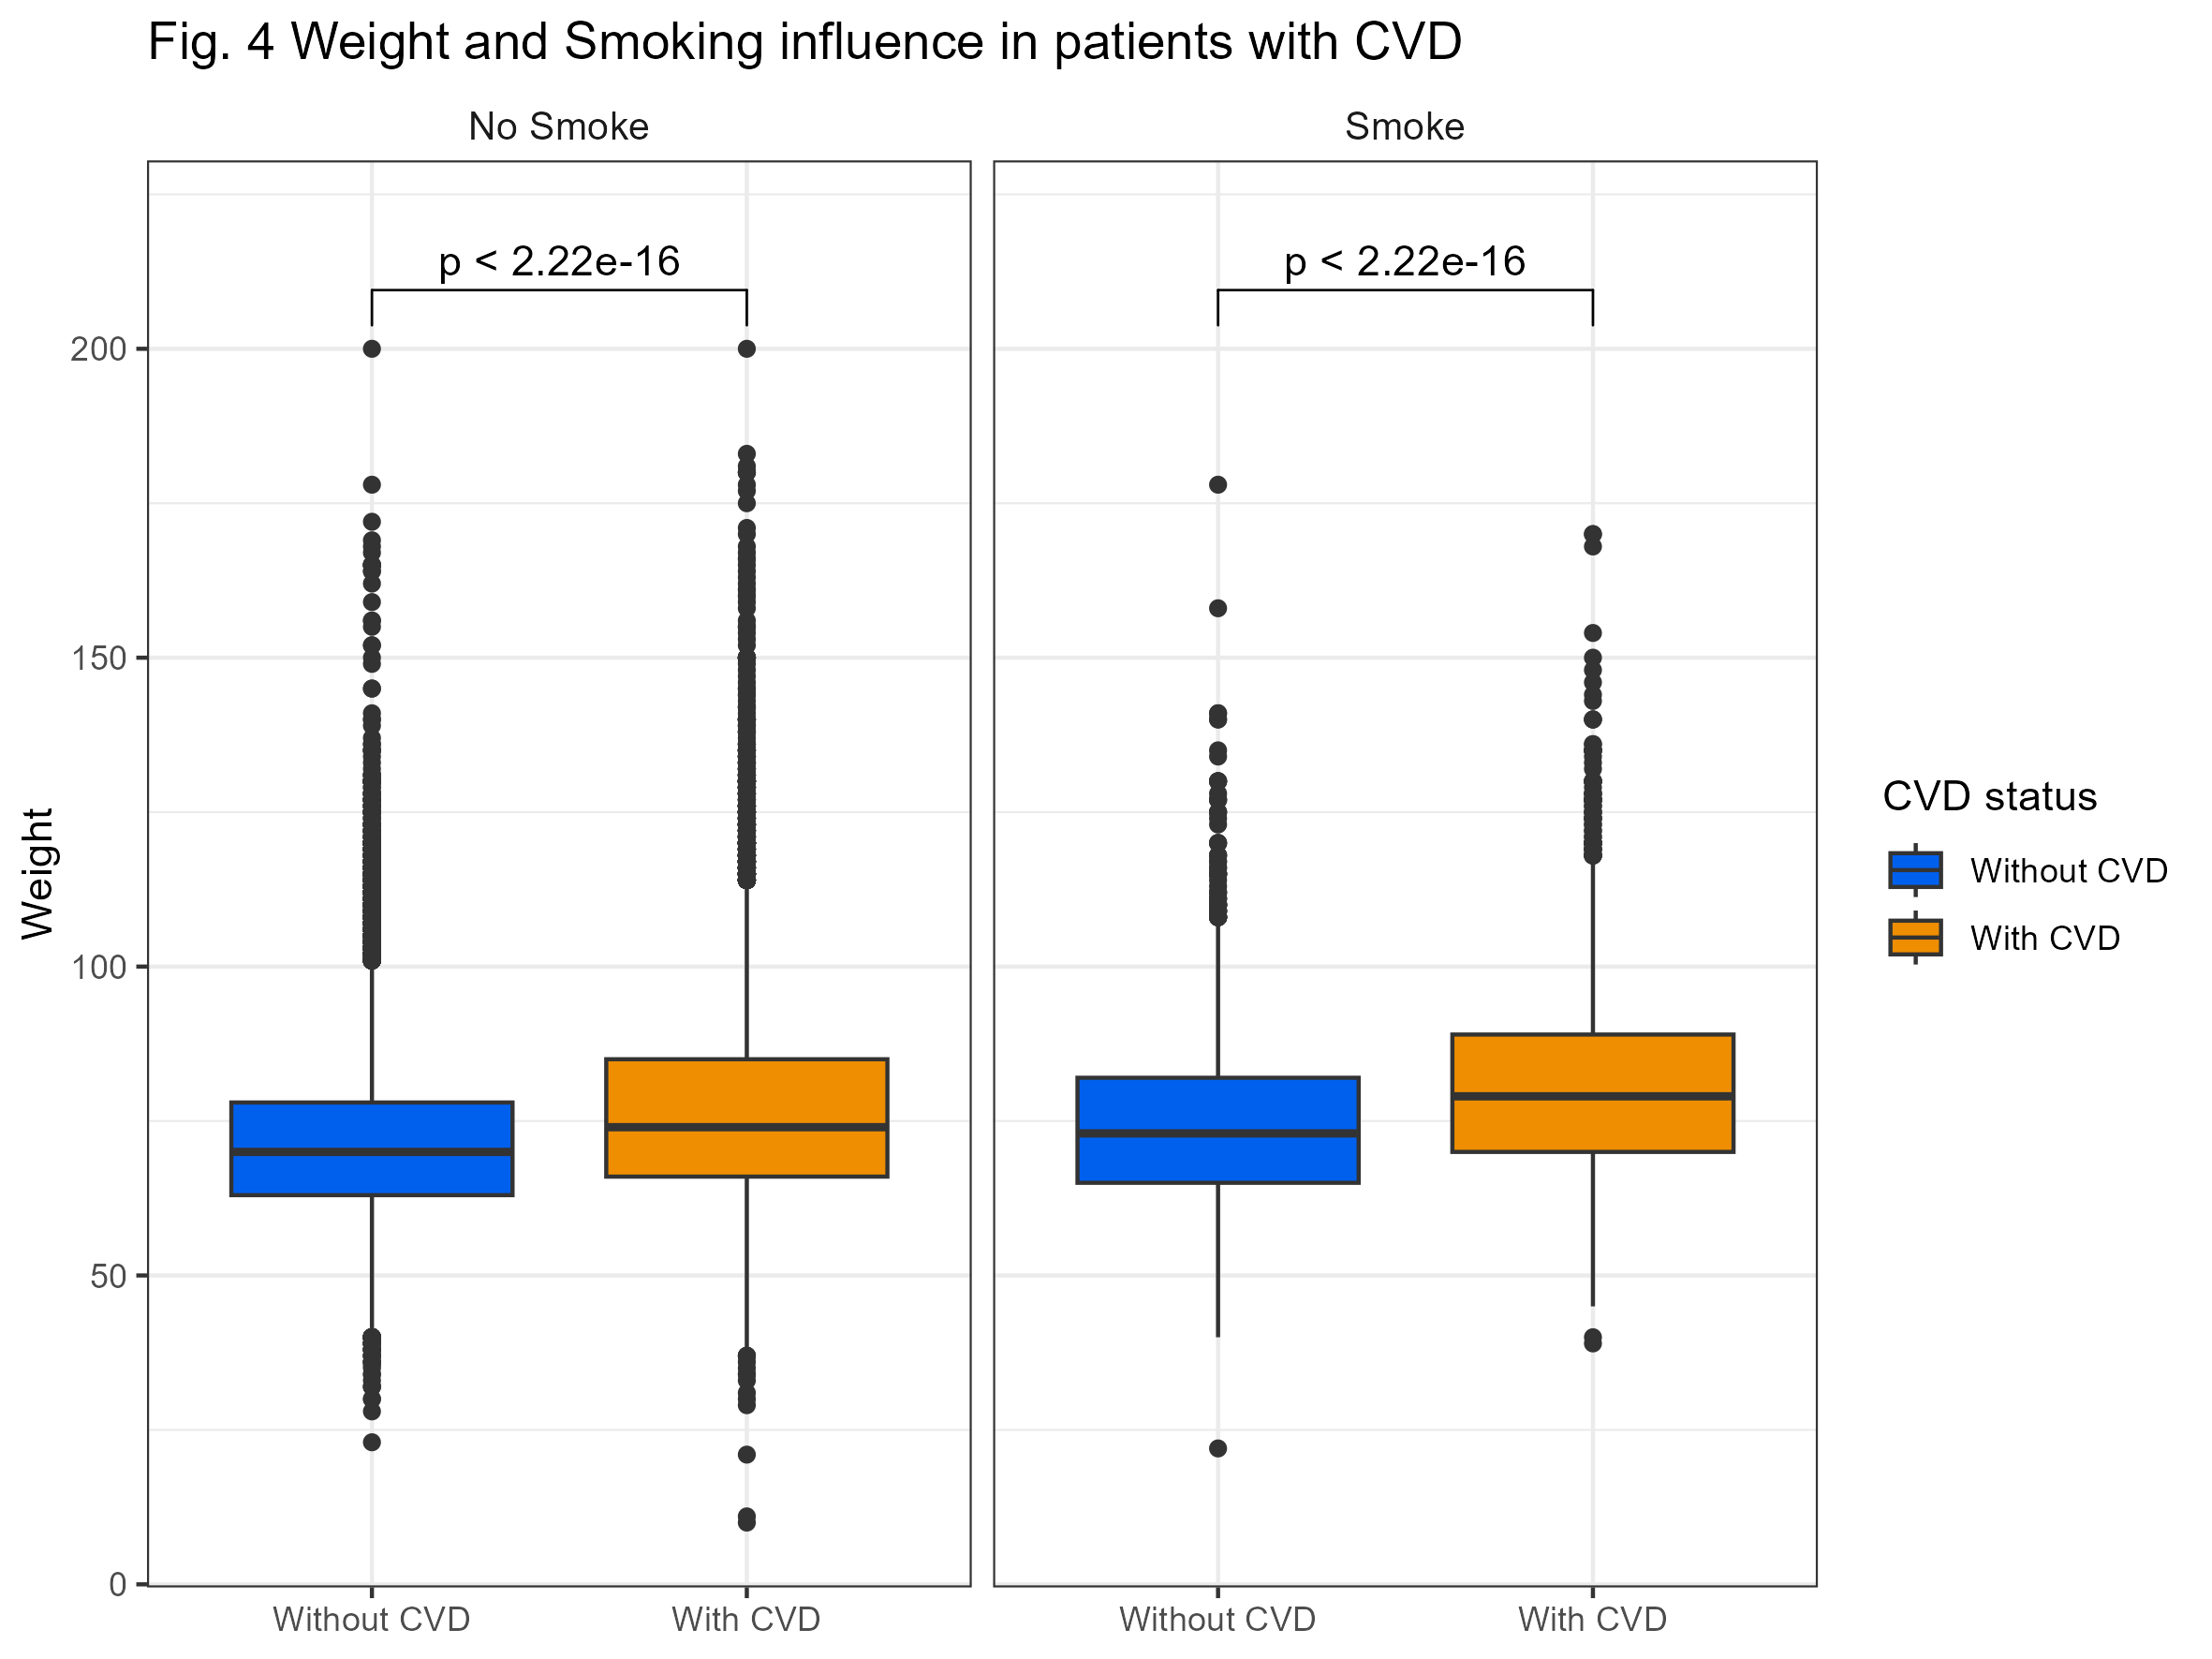 Fig. 4 Weight and Smoking influence in patients with CVD
No Smoke
Smoke
p < 2.22e-16
p < 2.22e-16
200
150
100
50
0
Weight
Without CVD
With CVD
Without CVD
With CVD
CVD status
Without CVD
With CVD